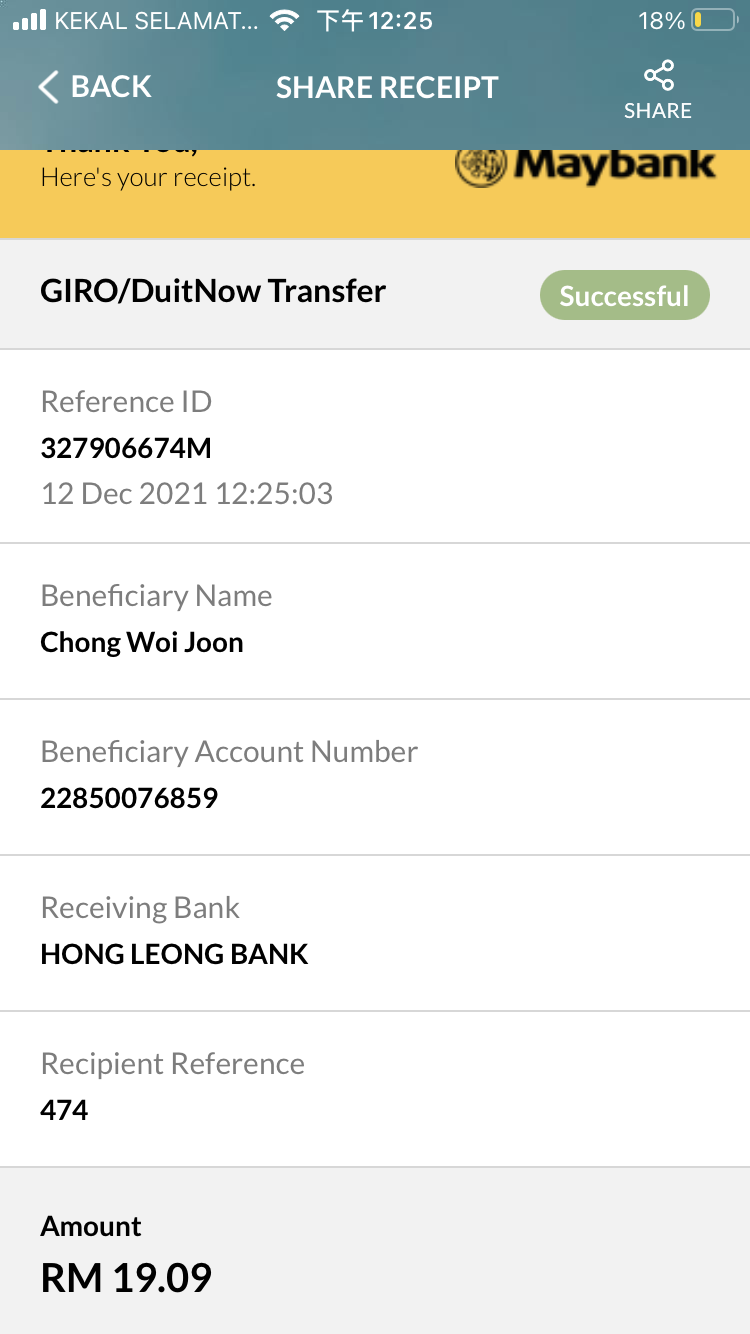 KEKAL SELAMAT... 下午12:25 18%
BACK SHARE RECEIPT SHARE
Thank You,
Here's your receipt. Maybank
GIRO/DuitNow Transfer Successful
Reference ID
327906674M
12 Dec 2021 12:25:03
Beneficiary Name
Chong Woi Joon
Beneficiary Account Number
22850076859
Receiving Bank
HONG LEONG BANK
Recipient Reference
474
Amount
RM 19.09